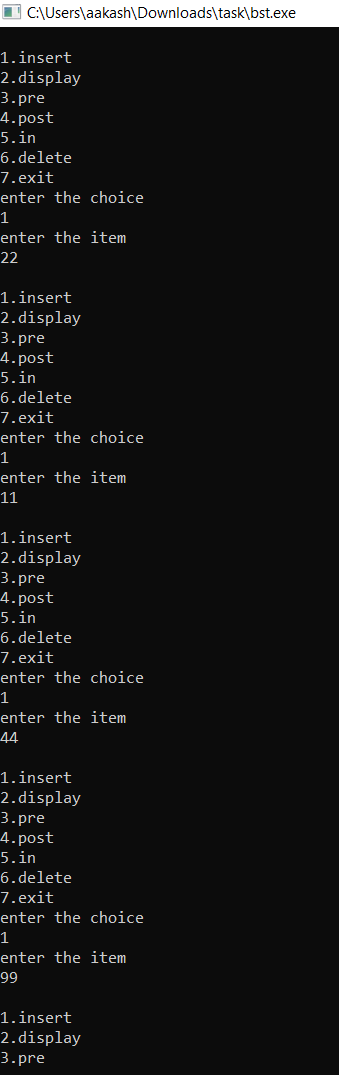 C:\Users\aakash\Downloads\task\bst.exe
1.insert
2.display
3.pre
4.post
5.in
6.delete
7.exit
enter the choice
1
enter the item
22
1.insert
2.display
3.pre
4.post
5.in
6.delete
7.exit
enter the choice
1
enter the item
11
1.insert
2.display
3.pre
4.post
5.in
6.delete
7.exit
enter the choice
1
enter the item
44
1.insert
2.display
3.pre
4.post
5.in
6.delete
7.exit
enter the choice
1
enter the item
99
1.insert
2.display
3.pre